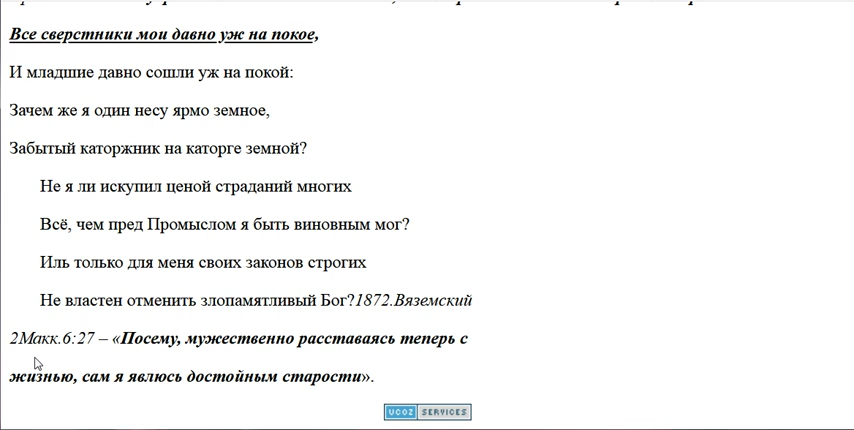 Все сверстники мои давно уж на покое,
И младшие давно сошли уж на покой:
Зачем же я один несу ярмо земное,
Забытый каторжник на каторге земной?
Не я ли искупил ценой страданий многих
Всё, чем пред Промыслом я быть виновным мог?
Иль только для меня своих законов строгих
Не властен отменить злопамятливый Бог?1872.Вяземский
2Макк.6:27 – «Посему, мужественно расставаясь теперь с
жизнью, сам я явлюсь достойным старости».
UCOZ SERVICES